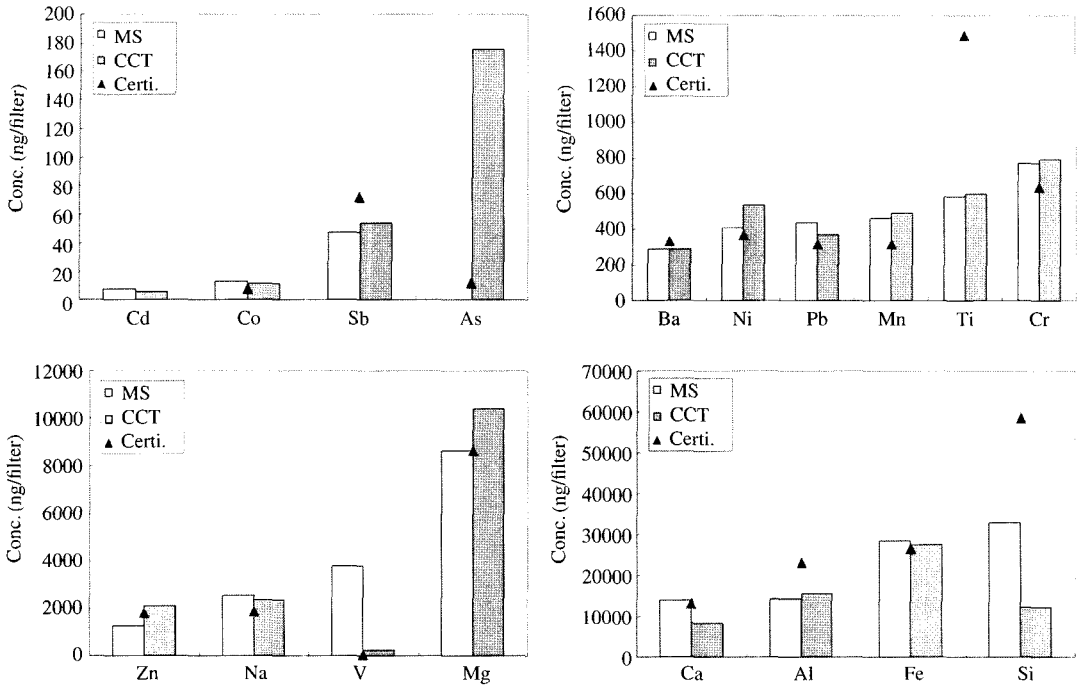 Conc. (ng/filter)
200
180
160
140
120
100
80
60
40
20
0
MS
CCT
Certi.
Cd Co Sb As
Conc. (ng/filter)
1600
1400
1200
1000
800
600
400
200
0
MS
CCT
Certi.
Ba Ni Pb Mn Ti Cr
Conc. (ng/filter)
12000
10000
8000
6000
4000
2000
0
MS
CCT
Certi.
Zn Na V Mg
Conc. (ng/filter)
70000
60000
50000
40000
30000
20000
10000
0
MS
CCT
Certi.
Ca Al Fe Si